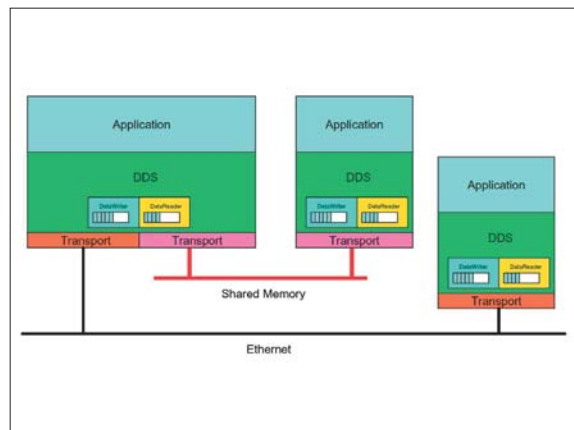 Application
DDS
DataWriter
DataReader
Transport
Transport
Application
DDS
DataWriter
DataReader
Transport
Application
DDS
DataWriter
DataReader
Transport
Shared Memory
Ethernet